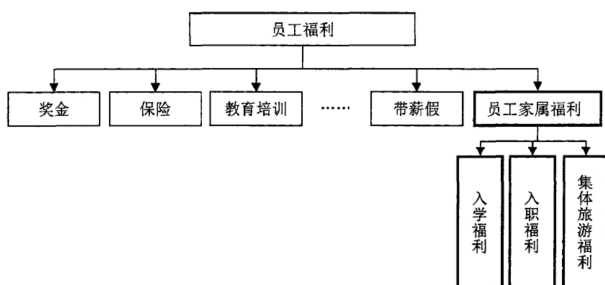 员工福利
奖金
保险
教育培训
……
带薪假
员工家属福利
入学福利
入职福利
集体旅游福利